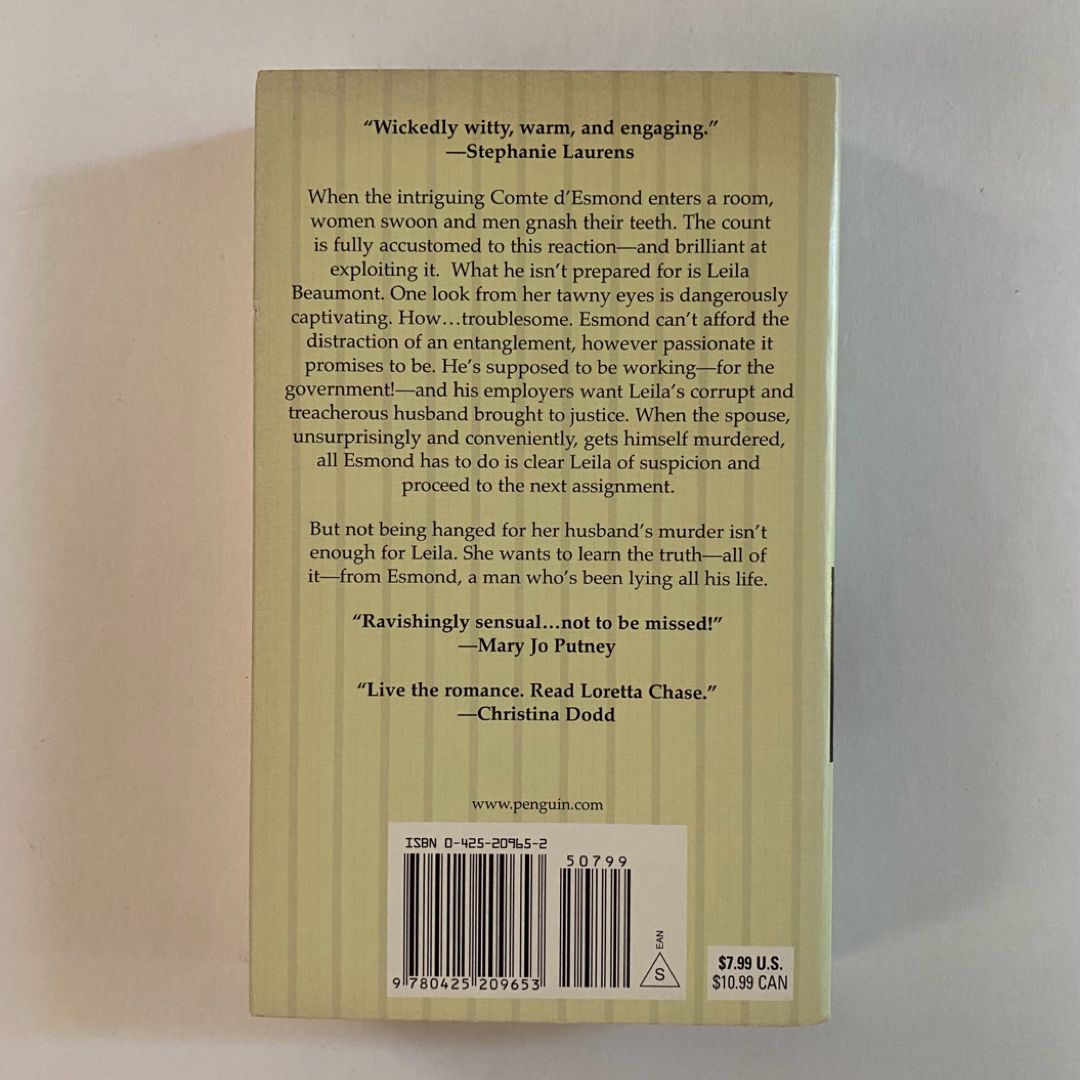 “Wickedly witty, warm, and engaging.”
—Stephanie Laurens
When the intriguing Comte d’Esmond enters a room,
women swoon and men gnash their teeth. The count
is fully accustomed to this reaction—and brilliant at
exploiting it.  What he isn’t prepared for is Leila
Beaumont. One look from her tawny eyes is dangerously
captivating. How…troublesome. Esmond can’t afford the
distraction of an entanglement, however passionate it
promises to be. He’s supposed to be working—for the
government!—and his employers want Leila’s corrupt and
treacherous husband brought to justice. When the spouse,
unsurprisingly and conveniently, gets himself murdered,
all Esmond has to do is clear Leila of suspicion and
proceed to the next assignment.
But not being hanged for her husband’s murder isn’t
enough for Leila. She wants to learn the truth—all of
it—from Esmond, a man who’s been lying all his life.
“Ravishingly sensual…not to be missed!”
—Mary Jo Putney
“Live the romance. Read Loretta Chase.”
—Christina Dodd
www.penguin.com
ISBN 0-425-20965-2
50799
9 780425 209653
EAN
S
$7.99 U.S.
$10.99 CAN